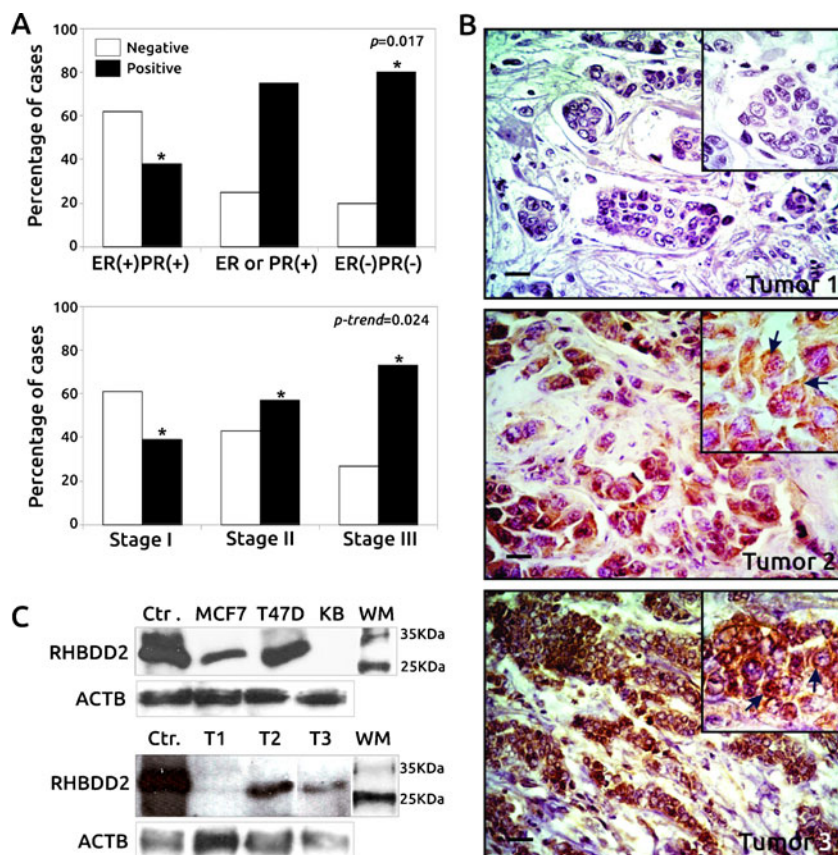 A
Percentage of cases
100
80
60
40
20
0
Negative
Positive
p=0.017
*
*
ER(+)PR(+) ER or PR(+) ER(-)PR(-)
Percentage of cases
100
80
60
40
20
0
p-trend=0.024
*
*
*
Stage I Stage II Stage III
B
Tumor 1
Tumor 2
Tumor 3
C
Ctr . MCF7 T47D KB WM
RHBDD2
35KDa
25KDa
ACTB
Ctr. T1 T2 T3 WM
RHBDD2
35KDa
25KDa
ACTB